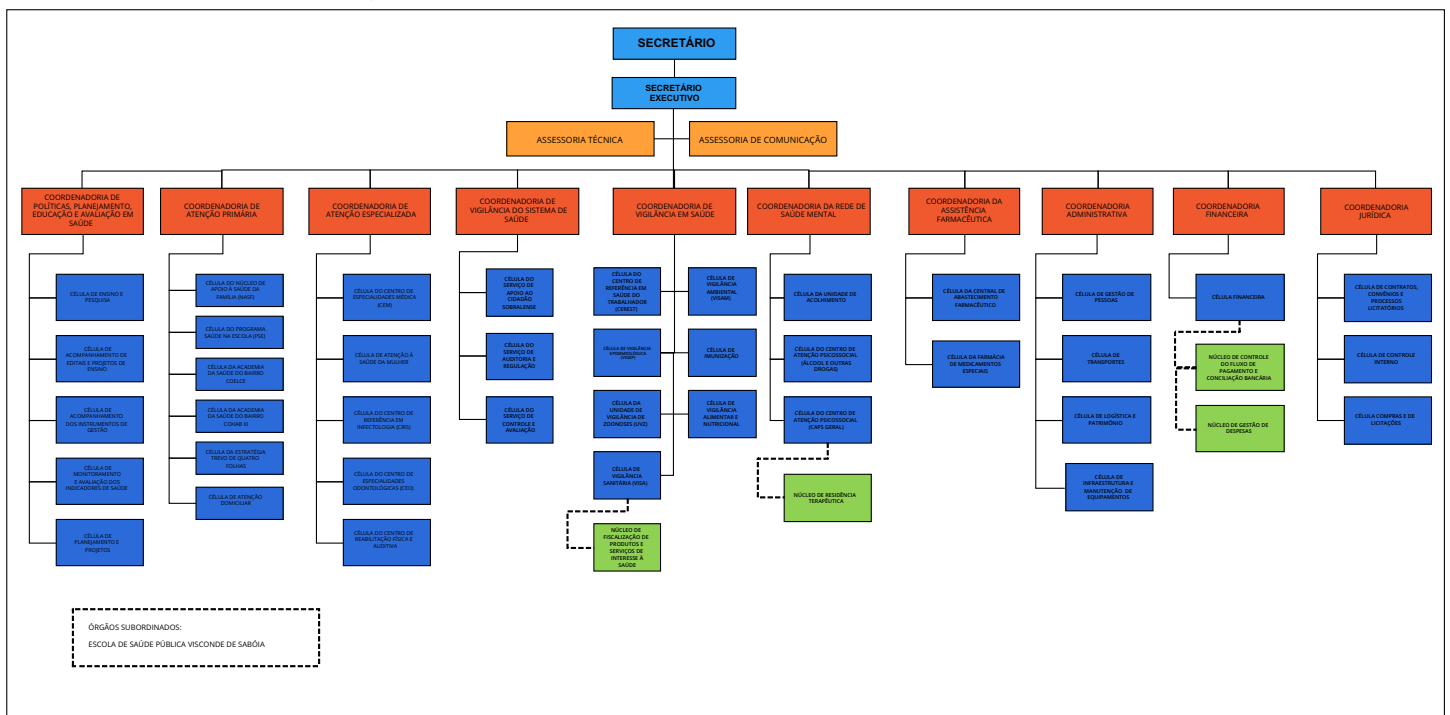 SECRETÁRIO
SECRETÁRIO
EXECUTIVO
ASSESSORIA TÉCNICA
ASSESSORIA DE COMUNICAÇÃO
COORDENADORIA DE
POLÍTICAS, PLANEJAMENTO,
EDUCAÇÃO E AVALIAÇÃO EM
SAÚDE
COORDENADORIA DE
ATENÇÃO PRIMÁRIA
COORDENADORIA DE
ATENÇÃO ESPECIALIZADA
COORDENADORIA DE
VIGILÂNCIA DO SISTEMA DE
SAÚDE
COORDENADORIA DE
VIGILÂNCIA EM SAÚDE
COORDENADORIA DA REDE DE
SAÚDE MENTAL
COORDENADORIA DA
ASSISTÊNCIA
FARMACÊUTICA
COORDENADORIA
ADMINISTRATIVA
COORDENADORIA
FINANCEIRA
COORDENADORIA
JURÍDICA
CÉLULA DE ENSINO E
PESQUISA
CÉLULA DE
ACOMPANHAMENTO DE
EDITAIS E PROJETOS DE
ENSINO
CÉLULA DE
ACOMPANHAMENTO
DOS INSTRUMENTOS DE
GESTÃO
CÉLULA DE
MONITORAMENTO
E AVALIAÇÃO DOS
INDICADORES DE SAÚDE
CÉLULA DE
PLANEJAMENTO E
PROJETOS
CÉLULA DO NÚCLEO DE
APOIO À SAÚDE DA
FAMÍLIA (NASF)
CÉLULA DO PROGRAMA
SAÚDE NA ESCOLA (PSE)
CÉLULA DA ACADEMIA
DA SAÚDE DO BAIRRO
COELCE
CÉLULA DA ACADEMIA
DA SAÚDE DO BAIRRO
COHAB III
CÉLULA DA ESTRATÉGIA
TREVO DE QUATRO
FOLHAS
CÉLULA DE ATENÇÃO
DOMICILIAR
CÉLULA DO CENTRO DE
ESPECIALIDADES MÉDICA
(CEM)
CÉLULA DE ATENÇÃO À
SAÚDE DA MULHER
CÉLULA DO CENTRO DE
REFERÊNCIA EM
INFECTOLOGIA (CRIS)
CÉLULA DO CENTRO DE
ESPECIALIDADES
ODONTOLÓGICAS (CEO)
CÉLULA DO CENTRO DE
REABILITAÇÃO FÍSICA E
AUDITIVA
CÉLULA DO
SERVIÇO DE
APOIO AO
CIDADÃO
SOBRALENSE
CÉLULA DO
SERVIÇO DE
AUDITORIA E
REGULAÇÃO
CÉLULA DO
SERVIÇO DE
CONTROLE E
AVALIAÇÃO
CÉLULA DO
CENTRO DE
REFERÊNCIA EM
SAÚDE DO
TRABALHADOR
(CEREST)
CÉLULA DE
VIGILÂNCIA
AMBIENTAL
(VISAM)
CÉLULA DE VIGILÂNCIA
EPIDEMIOLÓGICA
(VIGEP)
CÉLULA DE
IMUNIZAÇÃO
CÉLULA DA
UNIDADE DE
VIGILÂNCIA DE
ZOONOSES (UVZ)
CÉLULA DE
VIGILÂNCIA
ALIMENTAR E
NUTRICIONAL
CÉLULA DE
VIGILÂNCIA
SANITÁRIA (VISA)
NÚCLEO DE
FISCALIZAÇÃO DE
PRODUTOS E
SERVIÇOS DE
INTERESSE À
SAÚDE
CÉLULA DA UNIDADE DE
ACOLHIMENTO
CÉLULA DO CENTRO DE
ATENÇÃO PSICOSSOCIAL
(ÁLCOOL E OUTRAS
DROGAS)
CÉLULA DO CENTRO DE
ATENÇÃO PSICOSSOCIAL
(CAPS GERAL)
NÚCLEO DE RESIDÊNCIA
TERAPÊUTICA
CÉLULA DA CENTRAL DE
ABASTECIMENTO
FARMACÊUTICO
CÉLULA DA FARMÁCIA
DE MEDICAMENTOS
ESPECIAIS
CÉLULA DE GESTÃO DE
PESSOAS
CÉLULA DE
TRANSPORTES
CÉLULA DE LOGÍSTICA E
PATRIMÔNIO
CÉLULA DE
INFRAESTRUTURA E
MANUTENÇÃO DE
EQUIPAMENTOS
CÉLULA FINANCEIRA
NÚCLEO DE CONTROLE
DO FLUXO DE
PAGAMENTO E
CONCILIAÇÃO BANCÁRIA
NÚCLEO DE GESTÃO DE
DESPESAS
CÉLULA DE CONTRATOS,
CONVÊNIOS E
PROCESSOS
LICITATÓRIOS
CÉLULA DE CONTROLE
INTERNO
CÉLULA COMPRAS E DE
LICITAÇÕES
ÓRGÃOS SUBORDINADOS:
ESCOLA DE SAÚDE PÚBLICA VISCONDE DE SABÓIA